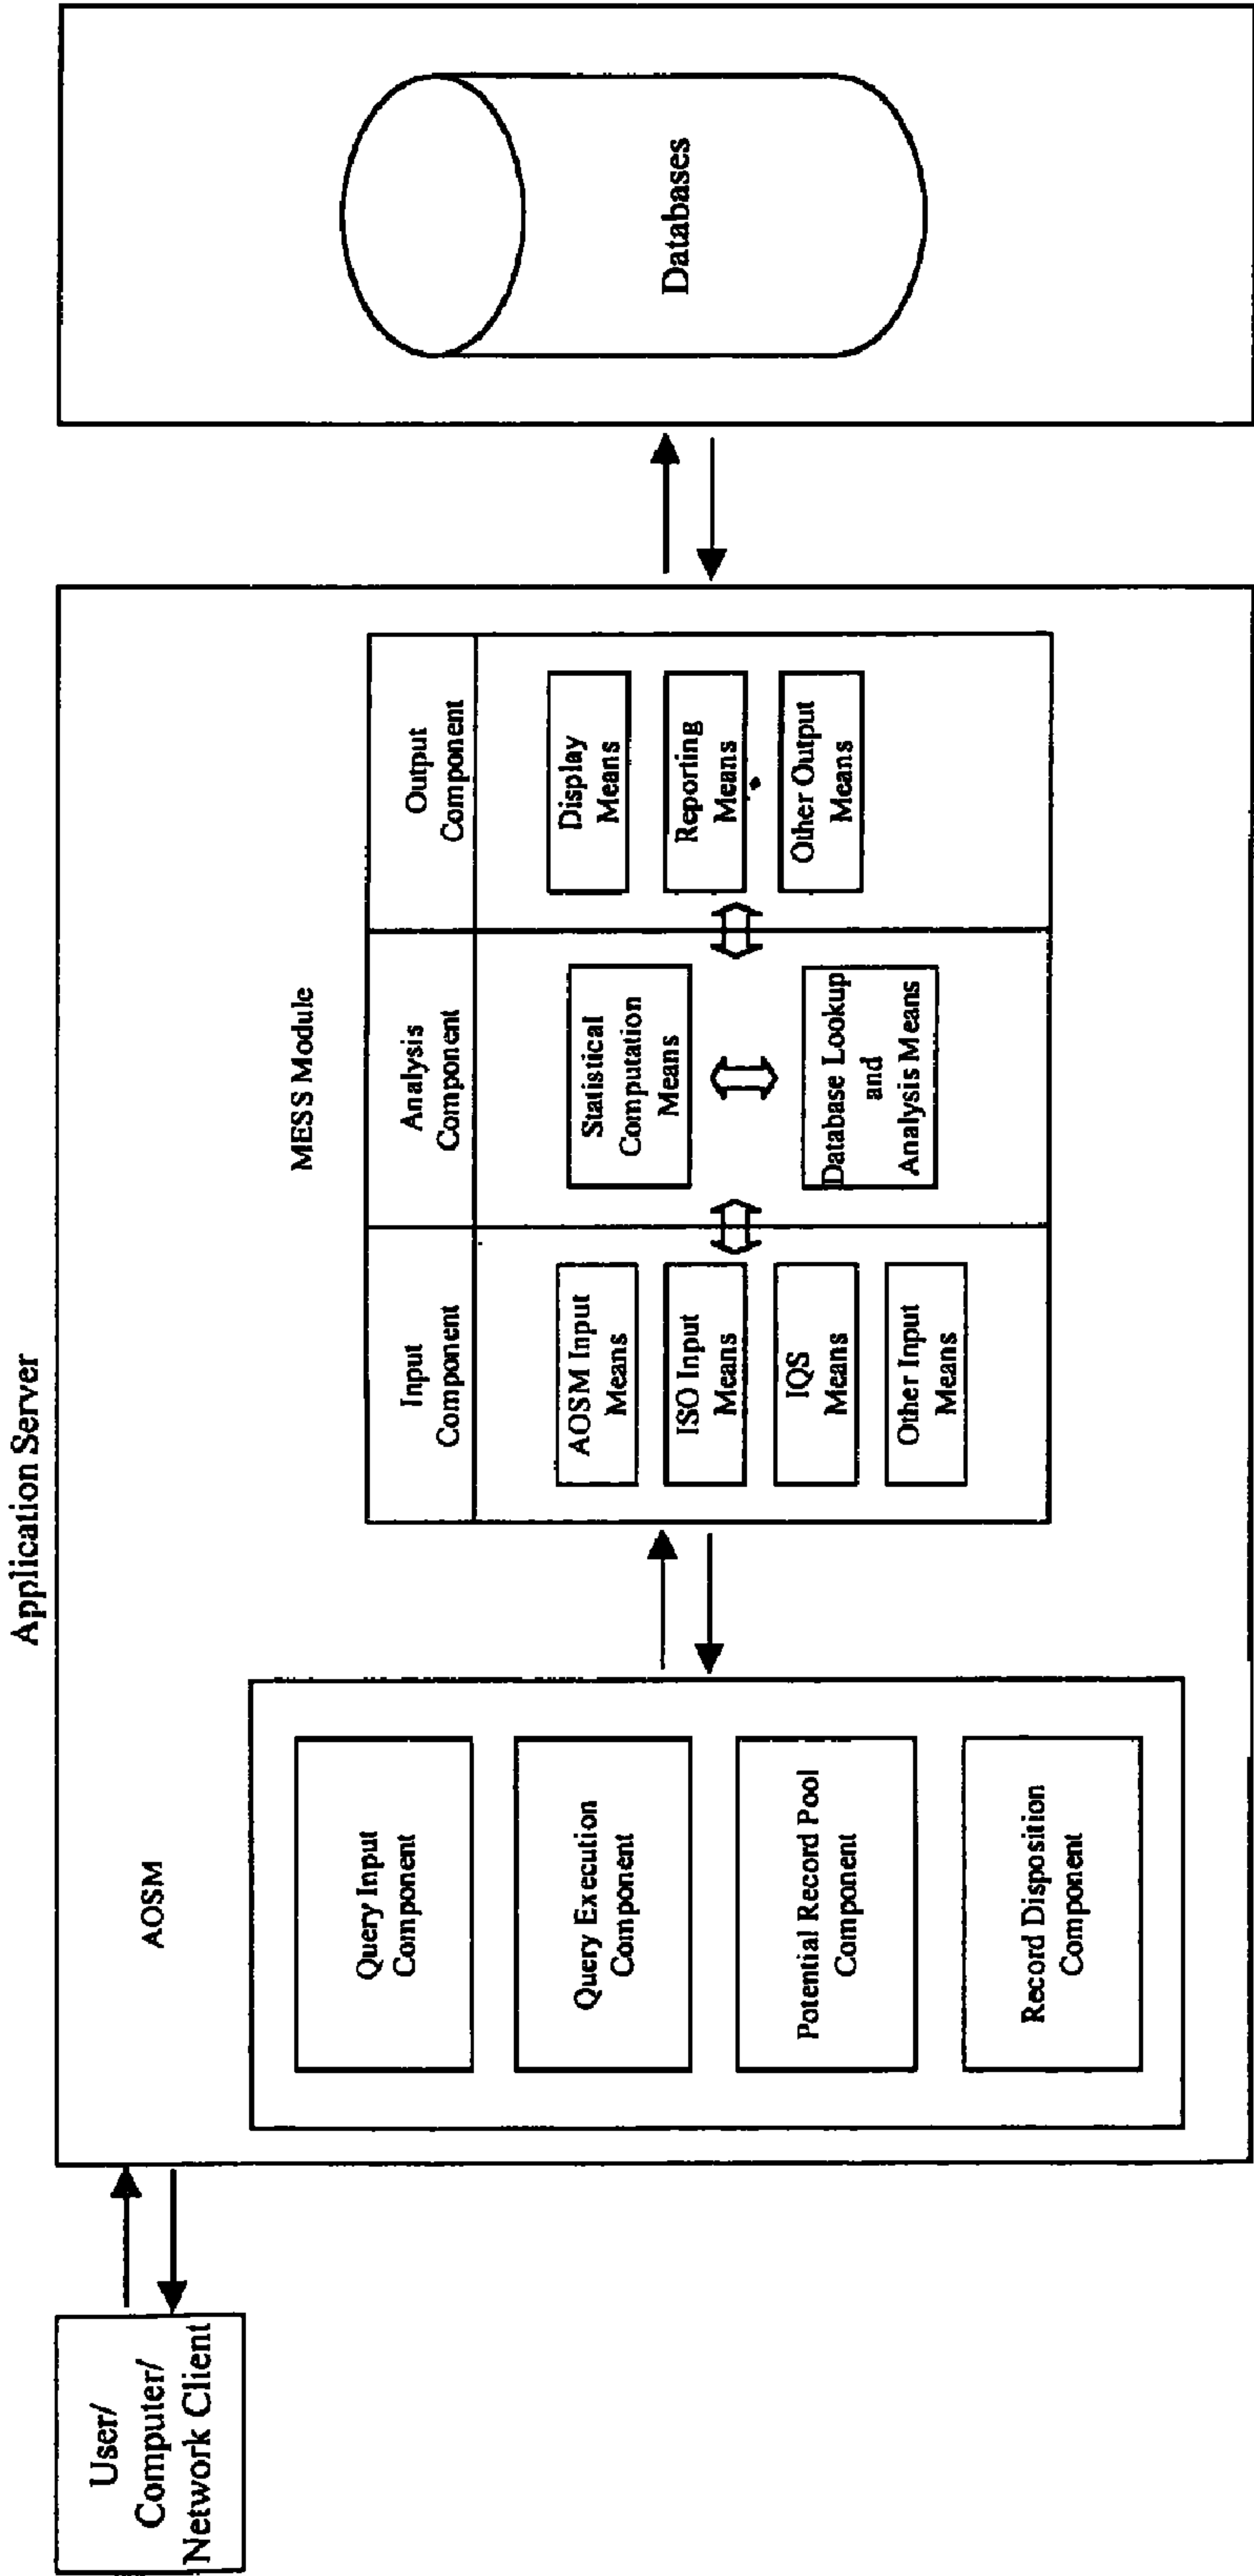 Application Server
User/
Computer/
Network Client
AOSM
Query Input
Component
Query Execution
Component
Potential Record Pool
Component
Record Disposition
Component
MESS Module
Input
Component
AOSM Input
Means
ISO Input
Means
IQS
Means
Other Input
Means
Analysis
Component
Statistical
Computation
Means
Database Lookup
and
Analysis Means
Output
Component
Display
Means
Reporting
Means
Other Output
Means
Databases